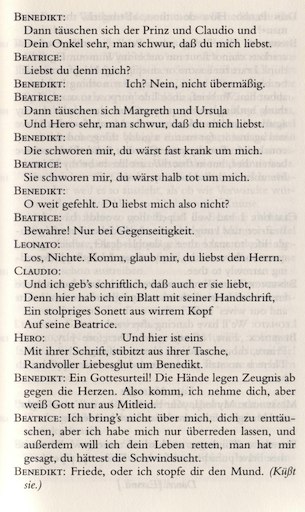 BENEDIKT:
Dann täuschen sich der Prinz und Claudio und
Dein Onkel sehr, man schwur, daß du mich liebst.
BEATRICE:
Liebst du denn mich?
BENEDIKT: Ich? Nein, nicht übermäßig.
BEATRICE:
Dann täuschen sich Margreth und Ursula
Und Hero sehr, man schwur, daß du mich liebst.
BENEDIKT:
Die schworen mir, du wärst fast krank um mich.
BEATRICE:
Sie schworen mir, du wärst halb tot um mich.
BENEDIKT:
O weit gefehlt. Du liebst mich also nicht?
BEATRICE:
Bewahre! Nur bei Gegenseitigkeit.
LEONATO:
Los, Nichte. Komm, glaub mir, du liebst den Herrn.
CLAUDIO:
Und ich geb's schriftlich, daß auch er sie liebt,
Denn hier hab ich ein Blatt mit seiner Handschrift,
Ein stolpriges Sonett aus wirrem Kopf
Auf seine Beatrice.
HERO: Und hier ist eins
Mit ihrer Schrift, stibitzt aus ihrer Tasche,
Randvoller Liebesglut um Benedikt.
BENEDIKT: Ein Gottesurteil! Die Hände legen Zeugnis ab
gegen die Herzen. Also komm, ich nehme dich, aber
weiß Gott nur aus Mitleid.
BEATRICE: Ich bring's nicht über mich, dich zu enttäu-
schen, aber ich habe mich nur überreden lassen, und
außerdem will ich dein Leben retten, man hat mir
gesagt, du hättest die Schwindsucht.
BENEDIKT: Friede, oder ich stopfe dir den Mund. (Küßt
sie.)